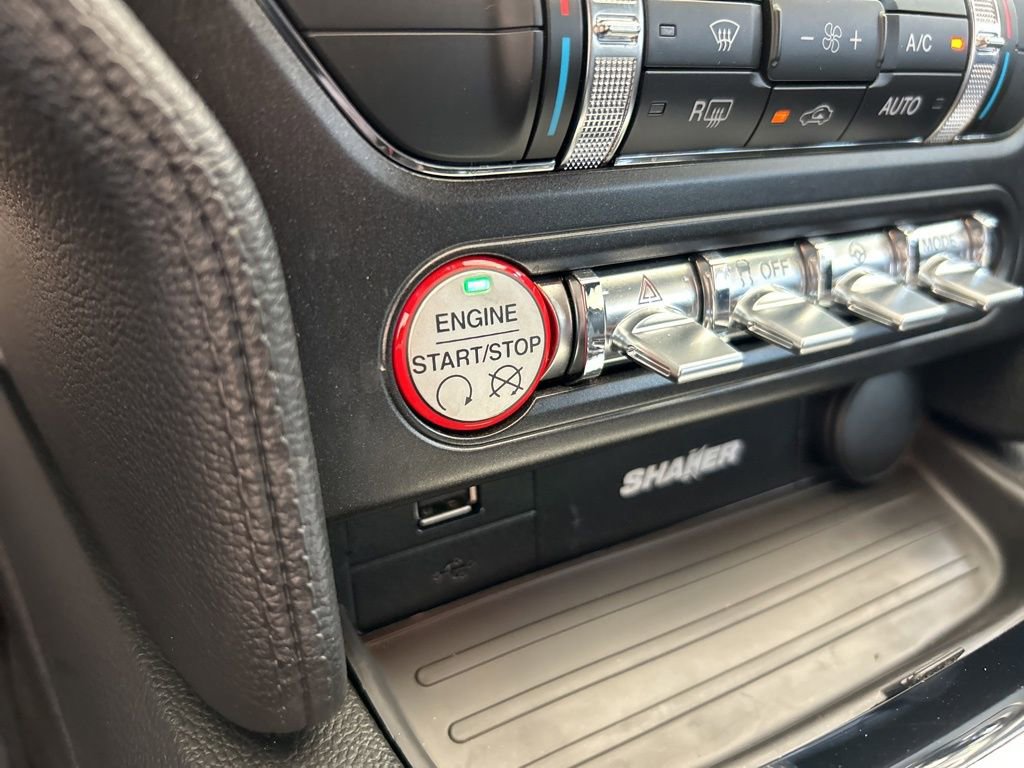 - +
A/C
R
AUTO
ENGINE
START/STOP
OFF
MODE
SHAKER